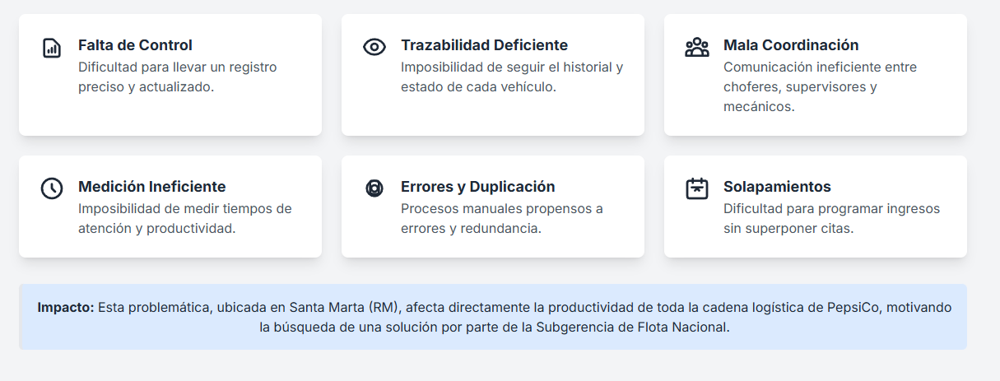 Falta de Control
Dificultad para llevar un registro
preciso y actualizado.
Trazabilidad Deficiente
Imposibilidad de seguir el historial y
estado de cada vehículo.
Mala Coordinación
Comunicación ineficiente entre
choferes, supervisores y
mecánicos.
Medición Ineficiente
Imposibilidad de medir tiempos de
atención y productividad.
Errores y Duplicación
Procesos manuales propensos a
errores y redundancia.
Solapamientos
Dificultad para programar ingresos
sin superponer citas.
Impacto: Esta problemática, ubicada en Santa Marta (RM), afecta directamente la productividad de toda la cadena logística de PepsiCo, motivando
la búsqueda de una solución por parte de la Subgerencia de Flota Nacional.